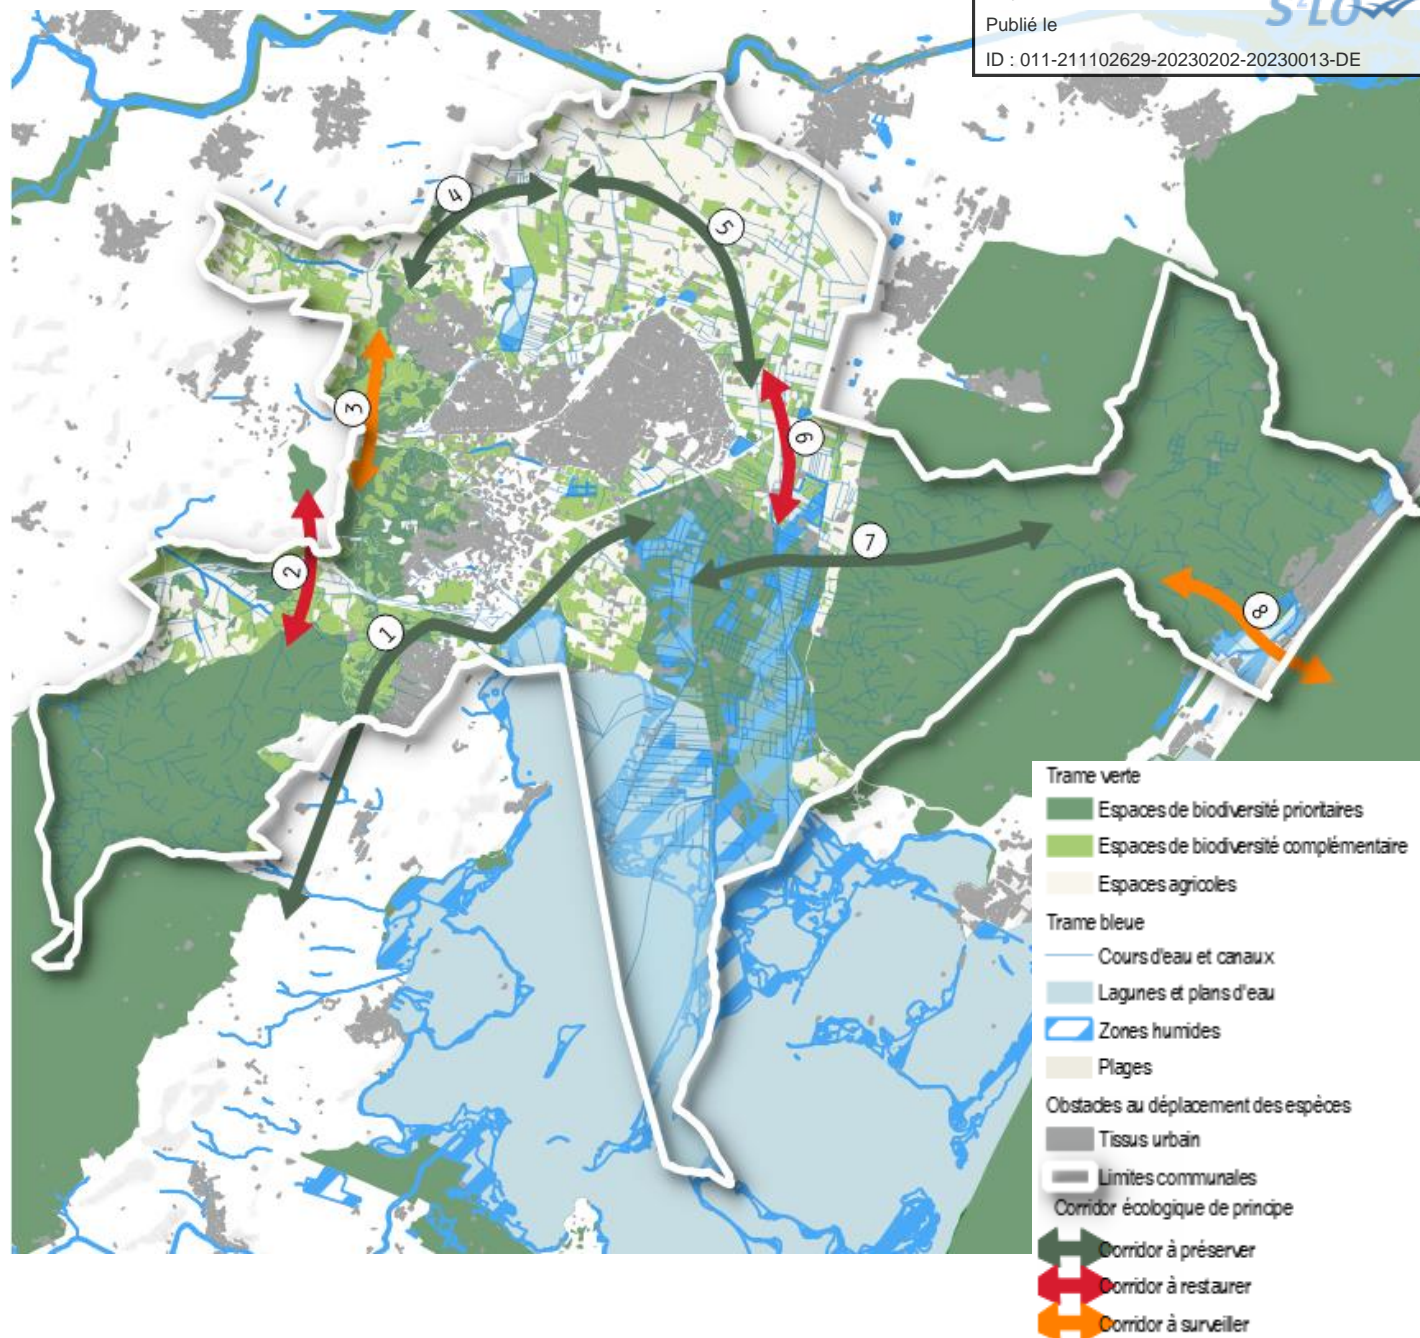 Publié le
S²LO
ID : 011-211102629-20230202-20230013-DE
4
5
3
6
7
2
1
8
Trame verte
Espaces de biodiversité prioritaires
Espaces de biodiversité complémentaire
Espaces agricoles
Trame bleue
Cours d'eau et canaux
Lagunes et plans d'eau
Zones humides
Plages
Obstacles au déplacement des espèces
Tissus urbain
Limites communales
Corridor écologique de principe
Corridor à préserver
Corridor à restaurer
Corridor à surveiller